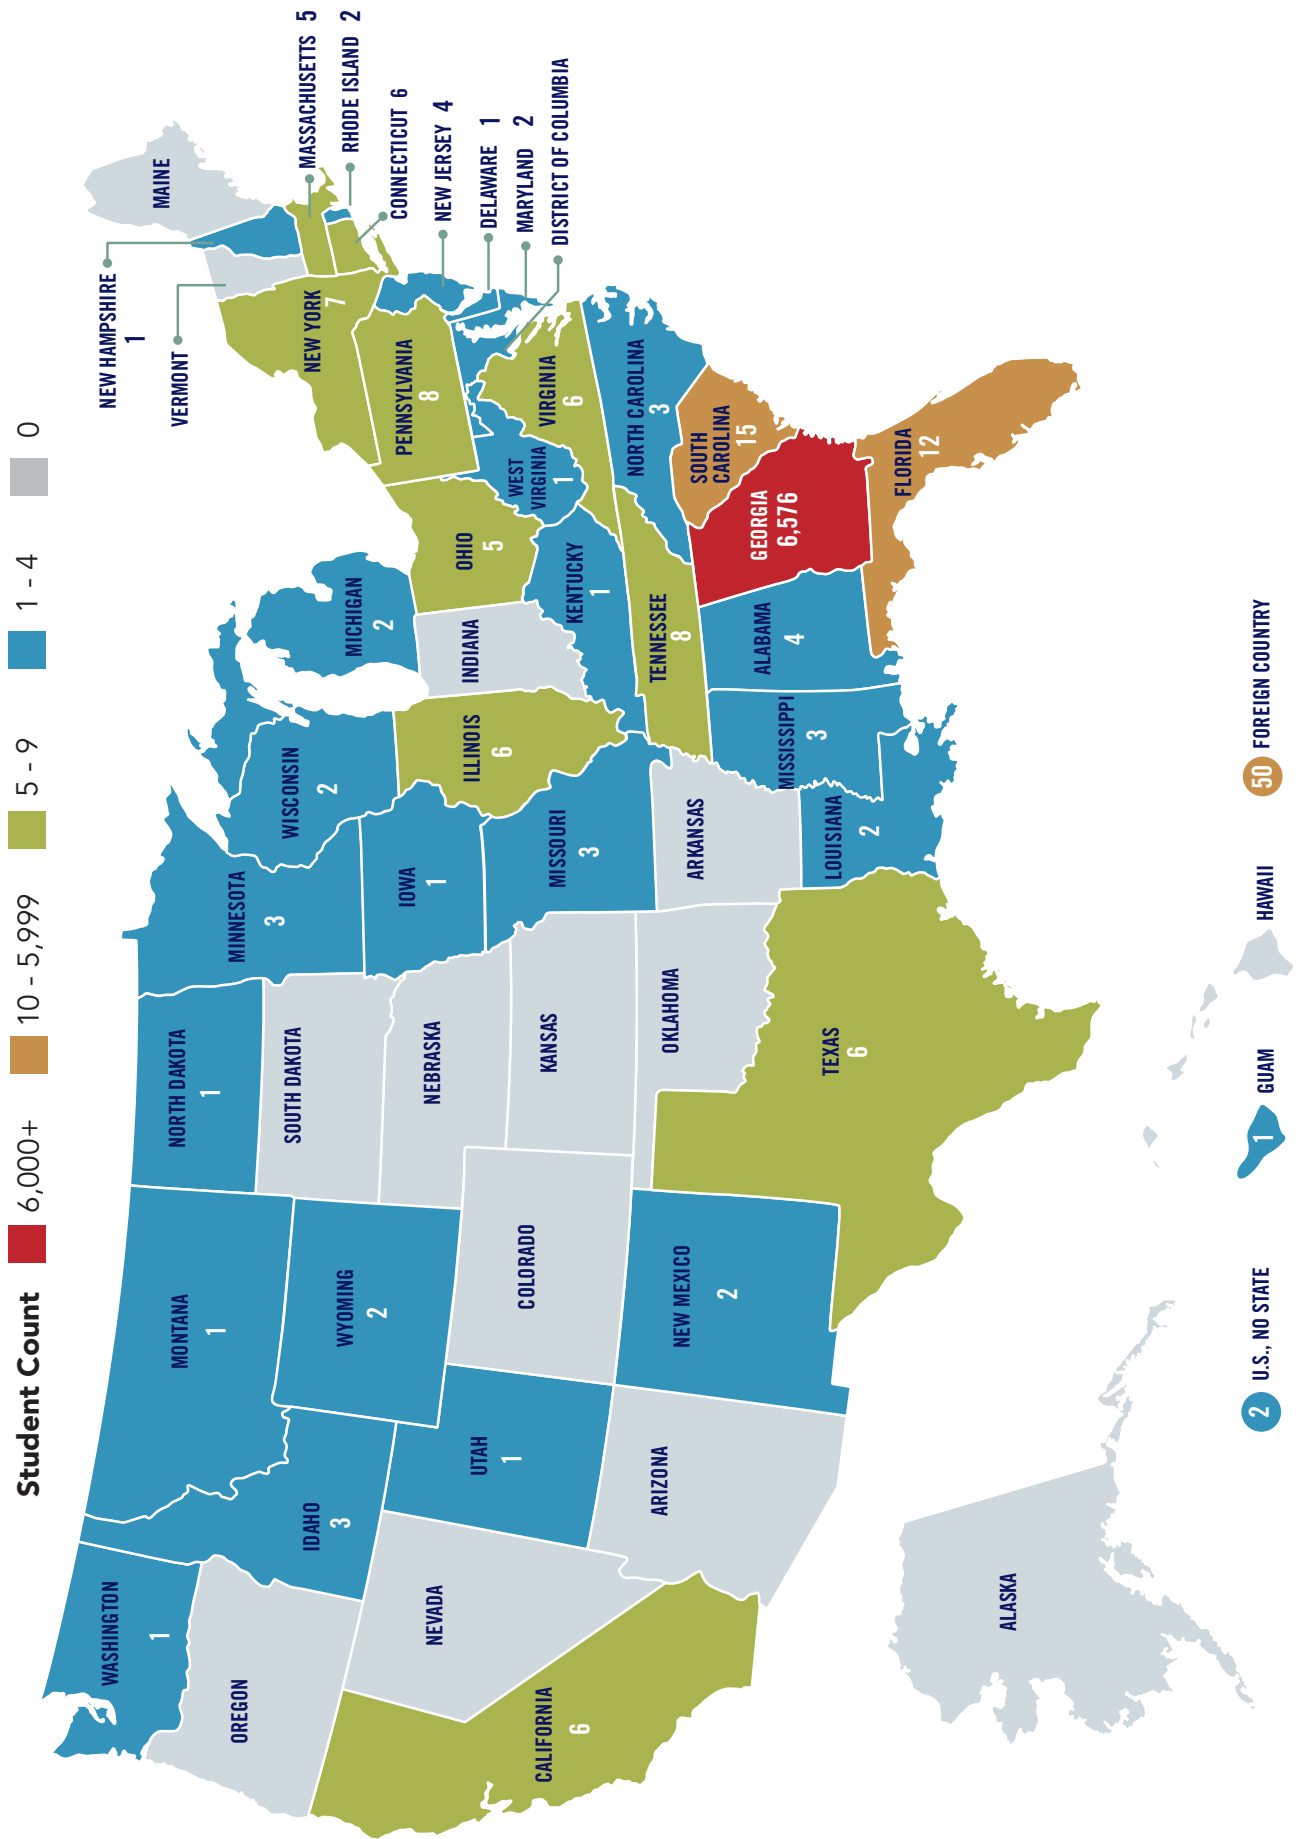 Student Count
6,000+
10 - 5,999
5 - 9
1 - 4
0
WASHINGTON
1
OREGON
CALIFORNIA
6
NEVADA
IDAHO
3
MONTANA
1
WYOMING
2
UTAH
1
ARIZONA
COLORADO
NEW MEXICO
2
NORTH DAKOTA
1
SOUTH DAKOTA
NEBRASKA
KANSAS
OKLAHOMA
TEXAS
6
MINNESOTA
3
IOWA
1
MISSOURI
3
ARKANSAS
LOUISIANA
2
WISCONSIN
2
ILLINOIS
6
MICHIGAN
2
INDIANA
OHIO
5
KENTUCKY
1
TENNESSEE
8
MISSISSIPPI
3
ALABAMA
4
GEORGIA
6,576
FLORIDA
12
SOUTH
CAROLINA
15
NORTH CAROLINA
3
VIRGINIA
6
WEST
VIRGINIA
1
PENNSYLVANIA
8
NEW YORK
7
VERMONT
NEW HAMPSHIRE
1
MAINE
MASSACHUSETTS 5
RHODE ISLAND 2
CONNECTICUT 6
NEW JERSEY 4
DELAWARE 1
MARYLAND 2
DISTRICT OF COLUMBIA
ALASKA
2 U.S., NO STATE
1 GUAM
HAWAII
50 FOREIGN COUNTRY